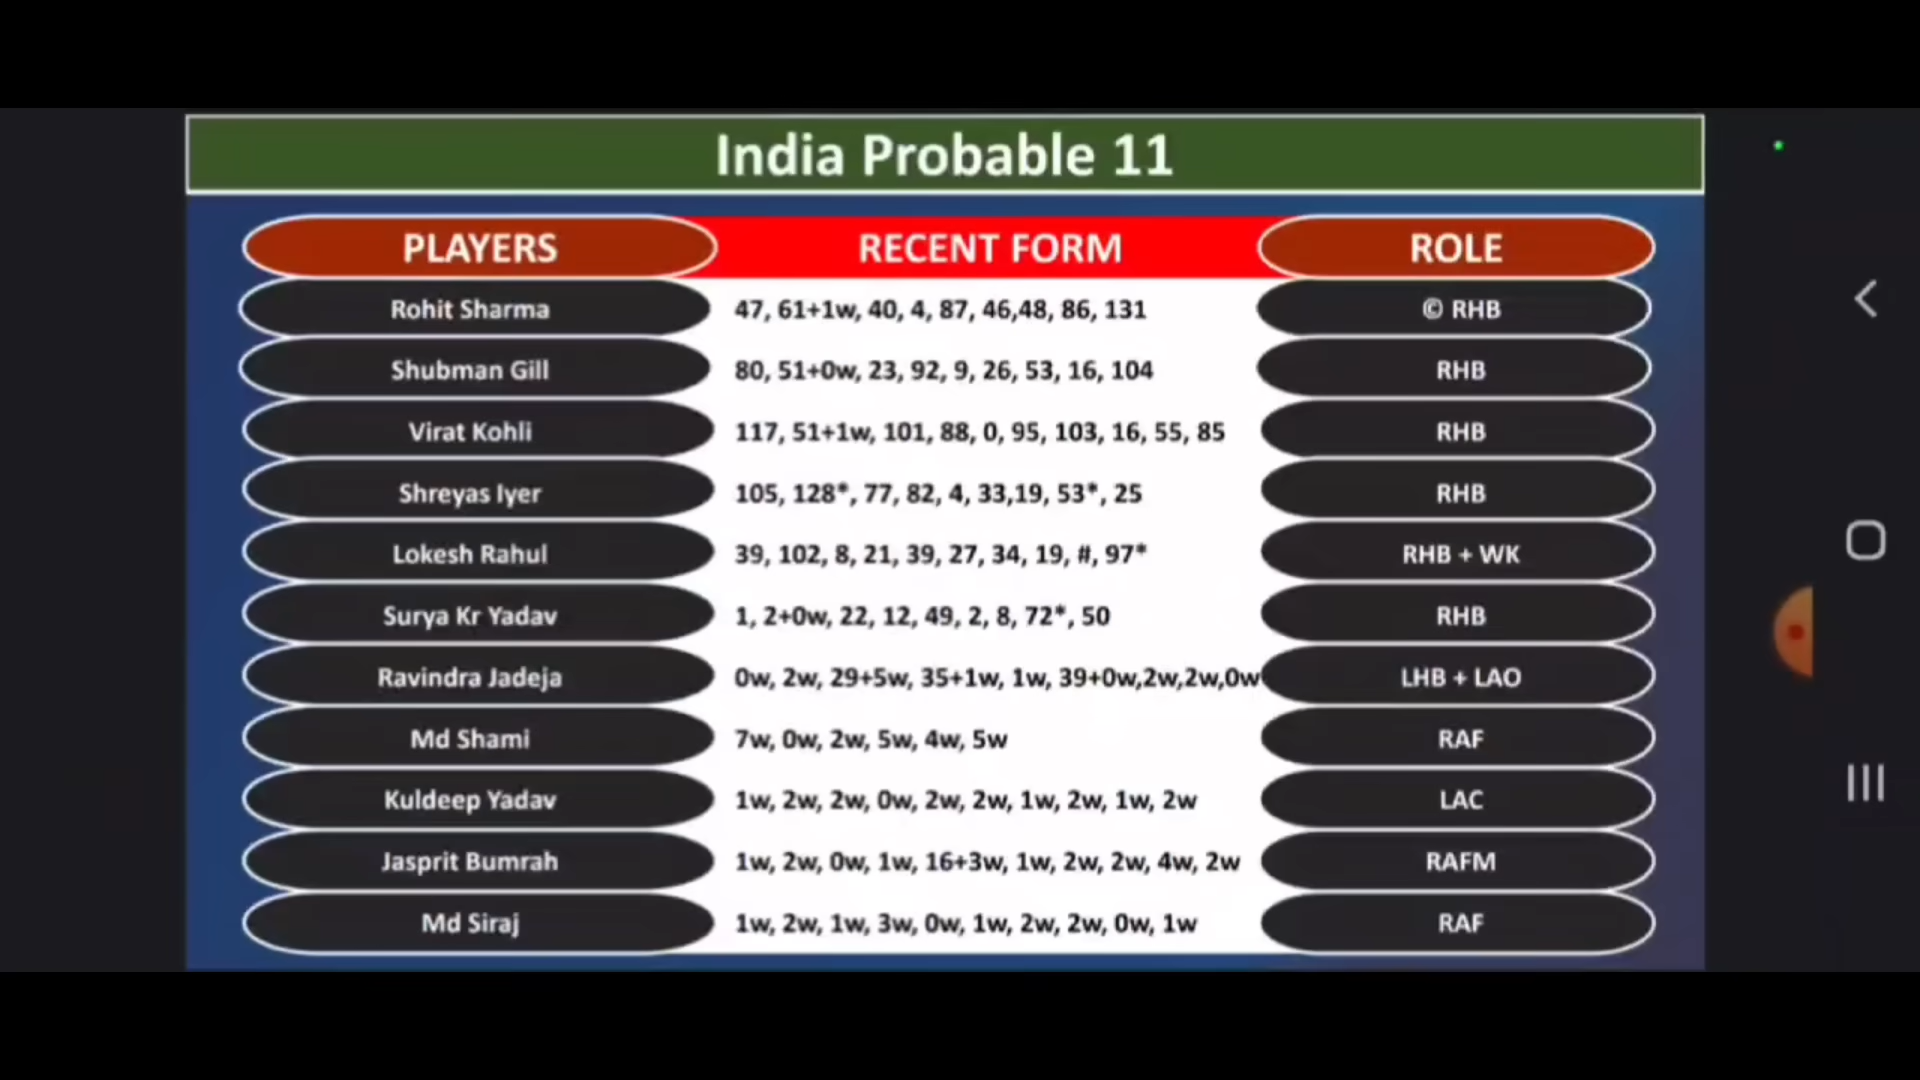 India Probable 11
PLAYERS RECENT FORM ROLE
Rohit Sharma 47, 61+1w, 40, 4, 87, 46,48, 86, 131 © RHB
Shubman Gill 80, 51+0w, 23, 92, 9, 26, 53, 16, 104 RHB
Virat Kohli 117, 51+1w, 101, 88, 0, 95, 103, 16, 55, 85 RHB
Shreyas Iyer 105, 128*, 77, 82, 4, 33,19, 53*, 25 RHB
Lokesh Rahul 39, 102, 8, 21, 39, 27, 34, 19, #, 97* RHB + WK
Surya Kr Yadav 1, 2+0w, 22, 12, 49, 2, 8, 72*, 50 RHB
Ravindra Jadeja 0w, 2w, 29+5w, 35+1w, 1w, 39+0w,2w,2w,0w LHB + LAO
Md Shami 7w, 0w, 2w, 5w, 4w, 5w RAF
Kuldeep Yadav 1w, 2w, 2w, 0w, 2w, 2w, 1w, 2w, 1w, 2w LAC
Jasprit Bumrah 1w, 2w, 0w, 1w, 16+3w, 1w, 2w, 2w, 4w, 2w RAFM
Md Siraj 1w, 2w, 1w, 3w, 0w, 1w, 2w, 2w, 0w, 1w RAF